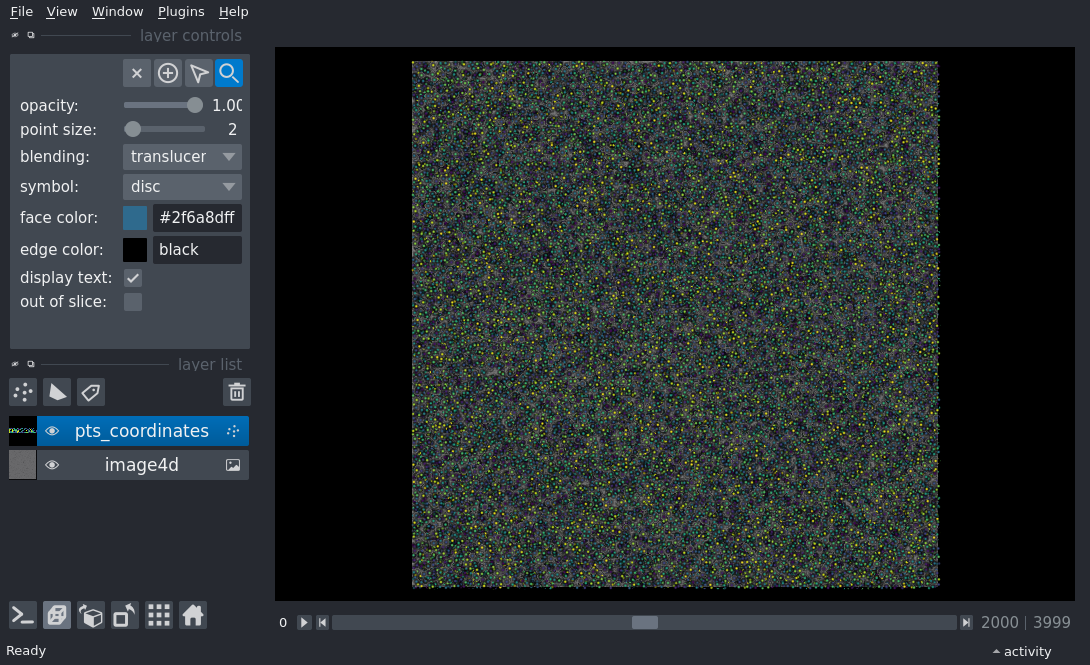 File View Window Plugins Help
layer controls
opacity: 1.00
point size: 2
blending: translucer
symbol: disc
face color: #2f6a8dff
edge color: black
display text:
out of slice:
layer list
pts_coordinates
image4d
0 2000 | 3999
Ready activity